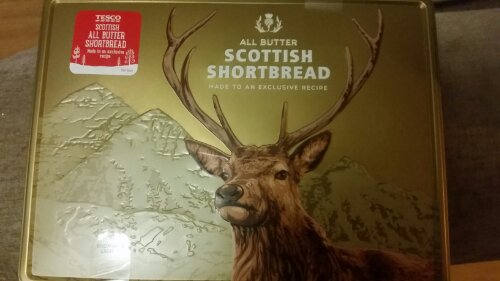 TESCO
SCOTTISH
ALL BUTTER
SHORTBREAD
Made to an exclusive
recipe
ALL BUTTER
SCOTTISH
SHORTBREAD
MADE TO AN EXCLUSIVE RECIPE